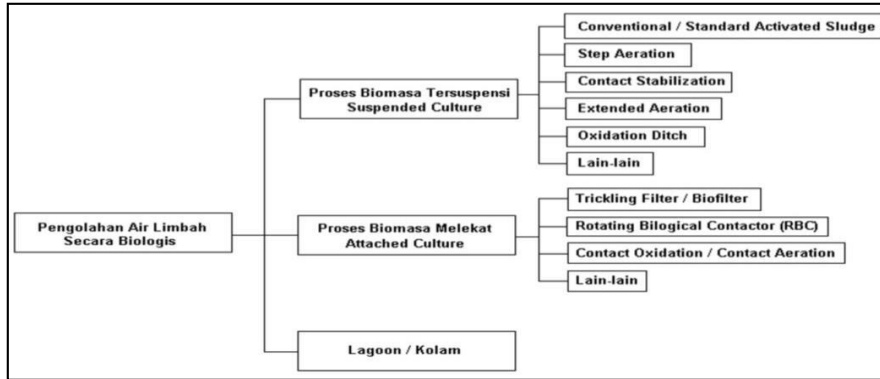 Pengolahan Air Limbah
Secara Biologis
Proses Biomasa Tersuspensi
Suspended Culture
Conventional / Standard Activated Sludge
Step Aeration
Contact Stabilization
Extended Aeration
Oxidation Ditch
Lain-lain
Proses Biomasa Melekat
Attached Culture
Trickling Filter / Biofilter
Rotating Bilogical Contactor (RBC)
Contact Oxidation / Contact Aeration
Lain-lain
Lagoon / Kolam